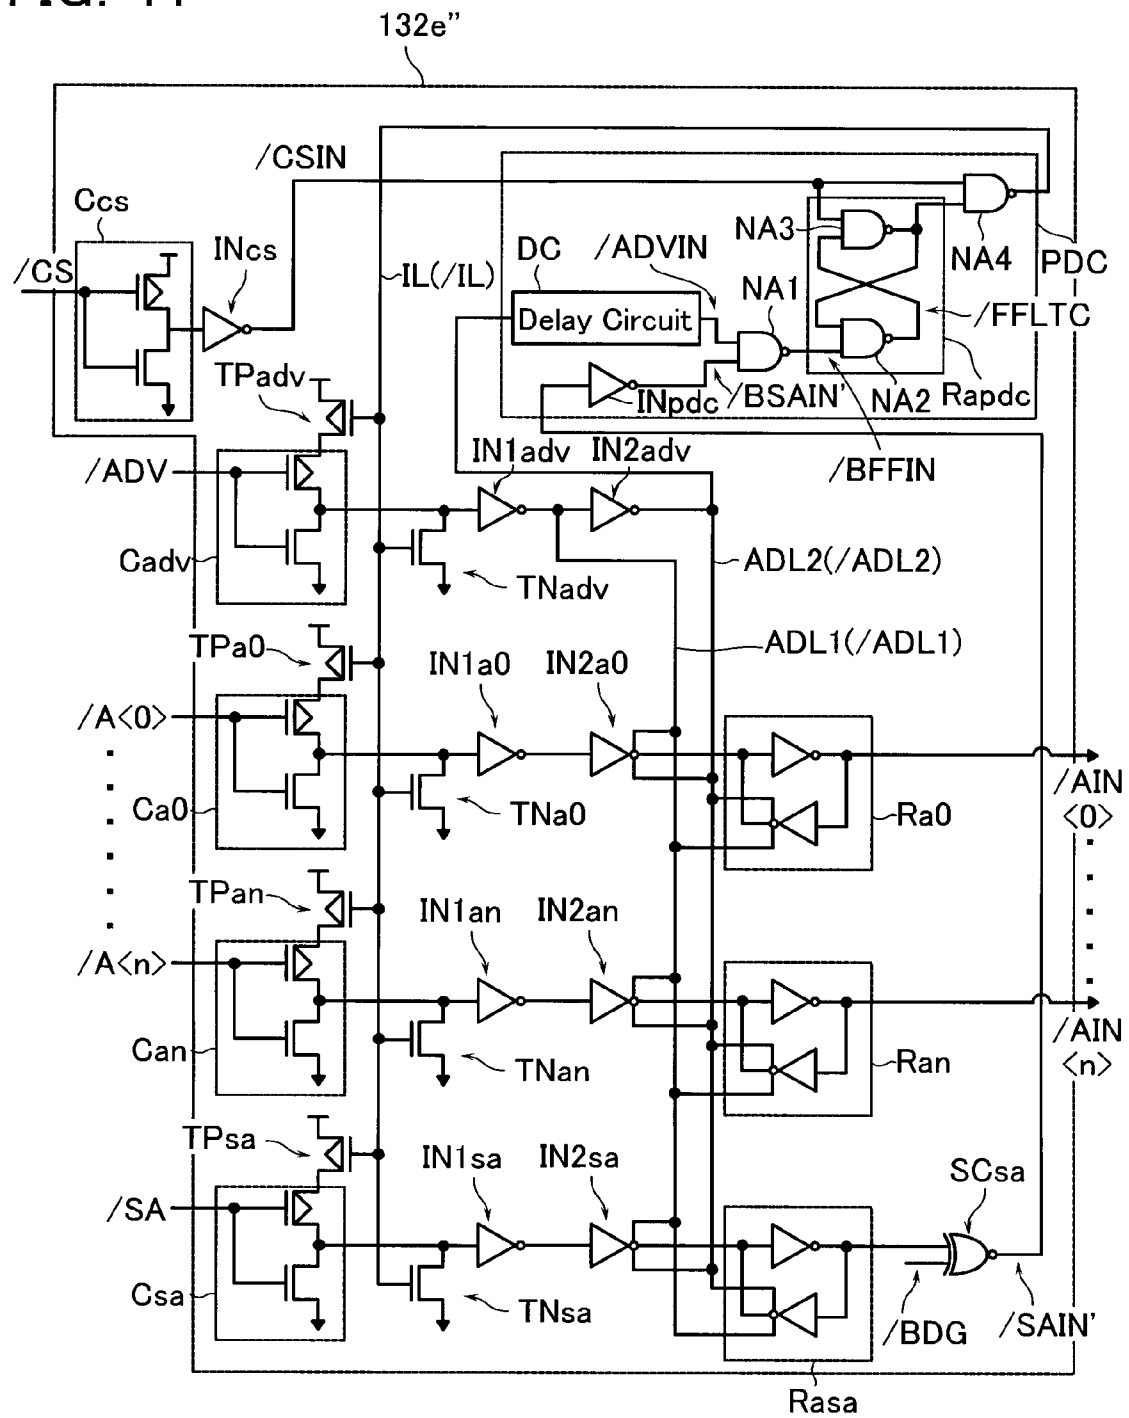 132e”
/CSIN
Ccs
INcs
/CS
IL(/IL)
DC
/ADVIN
NA3
NA4
PDC
NA1
Delay Circuit
/FFLTC
TPadv
INpdc
/BSAIN'
NA2
Rapdc
IN1adv
IN2adv
/BFFIN
/ADV
Cadv
TNadv
ADL2(/ADL2)
TPa0
ADL1(/ADL1)
IN1a0
IN2a0
/A<0>
/AIN
<0>
Ca0
TNa0
Ra0
TPan
IN1an
IN2an
/A<n>
/AIN
<n>
Can
TNan
Ran
TPsa
IN1sa
IN2sa
SCsa
/SA
Csa
TNsa
/BDG
/SAIN'
Rasa